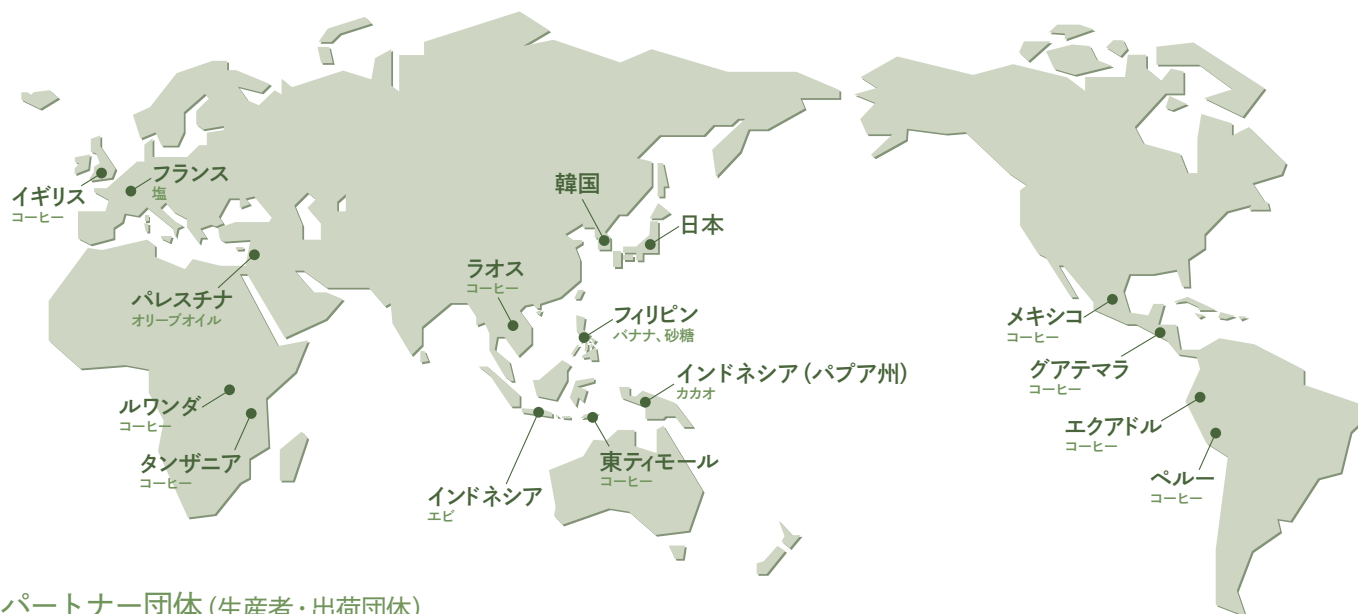 フランス
塩
イギリス
コーヒー
韓国
日本
ラオス
コーヒー
パレスチナ
オリーブオイル
フィリピン
バナナ、砂糖
メキシコ
コーヒー
グアテマラ
コーヒー
インドネシア（パプア州）
カカオ
ルワンダ
コーヒー
エクアドル
コーヒー
タンザニア
コーヒー
東ティモール
コーヒー
ペルー
コーヒー
インドネシア
エビ
パートナー団体（生産者・出荷団体）